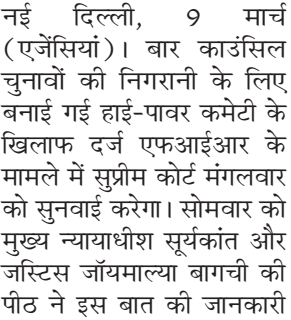 नई दिल्ली, 9 मार्च
(एजेंसियां)। बार काउंसिल
चुनावों की निगरानी के लिए
बनाई गई हाई-पावर कमेटी के
खिलाफ दर्ज एफआईआर के
मामले में सुप्रीम कोर्ट मंगलवार
को सुनवाई करेगा। सोमवार को
मुख्य न्यायाधीश सूर्यकांत और
जस्टिस जॉयमाल्या बागची की
पीठ ने इस बात की जानकारी